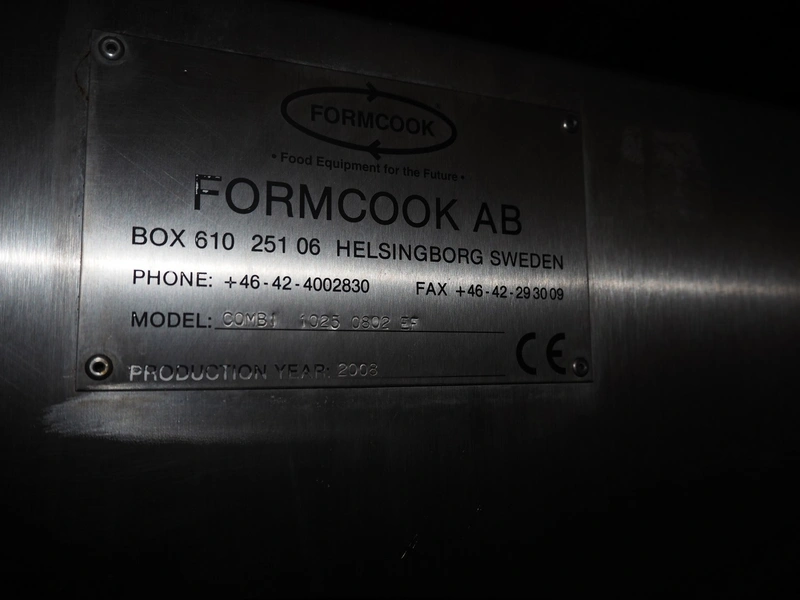 FORMCOOK
• Food Equipment for the Future •
FORMCOOK AB
BOX 610 251 06 HELSINGBORG SWEDEN
PHONE: +46-42-4002830 FAX +46-42-293009
MODEL: COMBI 1025 0802 EF
CE
PRODUCTION YEAR: 2008